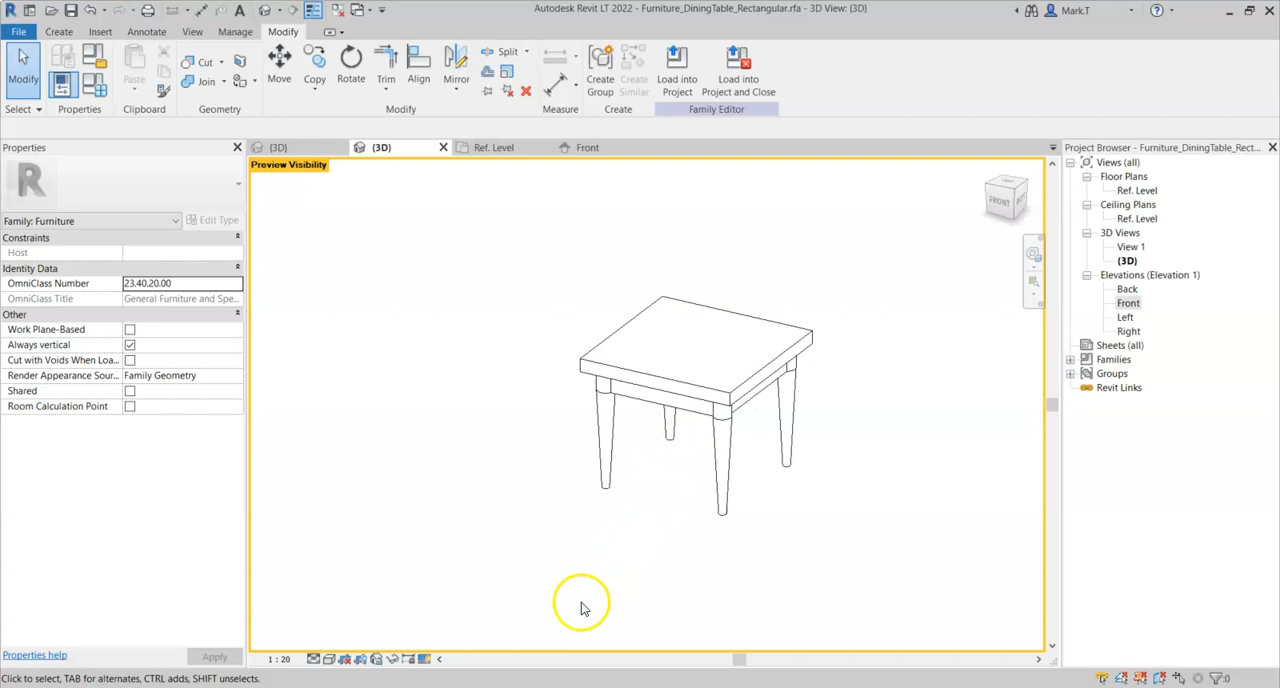 Autodesk Revit LT 2022 - Furniture_DiningTable_Rectangular.rfa - 3D View: {3D}
Mark.T
File Create Insert Annotate View Manage Modify
Modify
Paste
Cut
Join
Move
Copy
Rotate
Trim
Align
Mirror
Split
Create
Group
Create
Similar
Load into
Project
Load into
Project and Close
Select Properties Clipboard Geometry Modify Measure Create Family Editor
Properties
{3D} {3D} Ref. Level Front
Project Browser - Furniture_DiningTable_Rect...
Preview Visibility
R
Family: Furniture Edit Type
Constraints
Host
Identity Data
OmniClass Number 23.40.20.00
OmniClass Title General Furniture and Spe...
Other
Work Plane-Based
Always vertical
Cut with Voids When Loa...
Render Appearance Sour... Family Geometry
Shared
Room Calculation Point
Properties help Apply
FRONT
Views (all)
Floor Plans
Ref. Level
Ceiling Plans
Ref. Level
3D Views
View 1
{3D}
Elevations (Elevation 1)
Back
Front
Left
Right
Sheets (all)
Families
Groups
Revit Links
1 : 20
Click to select, TAB for alternates, CTRL adds, SHIFT unselects.
:0